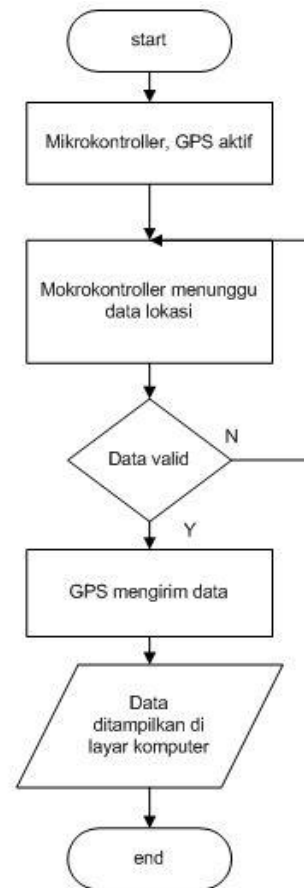 start
Mikrokontroller, GPS aktif
Mokrokontroller menunggu
data lokasi
Data valid
N
Y
GPS mengirim data
Data
ditampilkan di
layar komputer
end